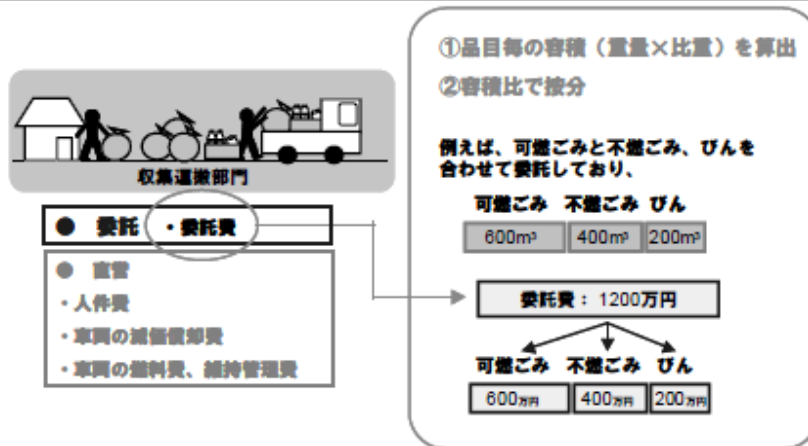 収集運搬部門
● 委託 ・委託費
● 直営
・人件費
・車両の減価償却費
・車両の燃料費、維持管理費
①品目毎の容積（重量×比重）を算出
②容積比で按分
例えば、可燃ごみと不燃ごみ、びんを
合わせて委託しており、
可燃ごみ 不燃ごみ びん
600m³ 400m³ 200m³
委託費：1200万円
可燃ごみ 不燃ごみ びん
600万円 400万円 200万円